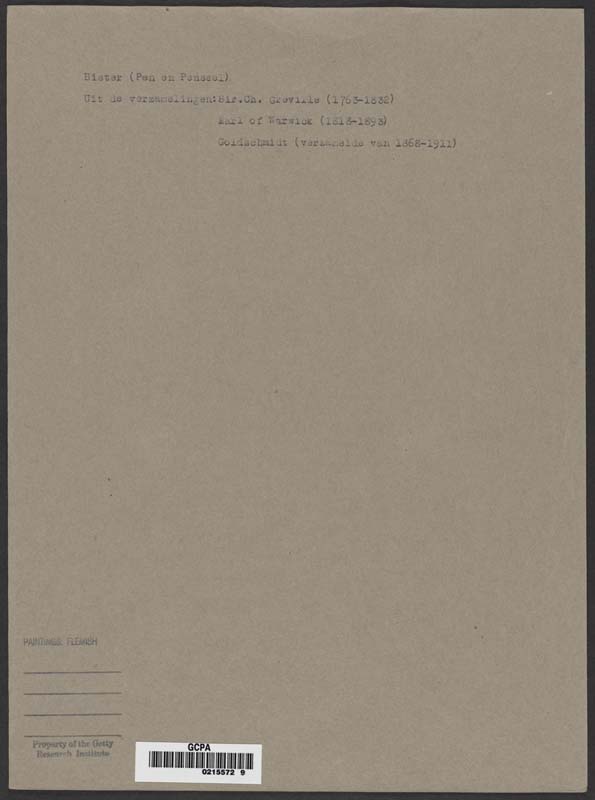 Bister (Pen en Penseel)
Uit de verzamelingen: Sir.Ch. Greville (1763-1832)
Earl of Warwick (1818-1893)
Goldschmidt (verzamelde van 1868-1911)
PAINTINGS, FLEMISH
Property of the Getty
Research Institute
GCPA
0215572 9